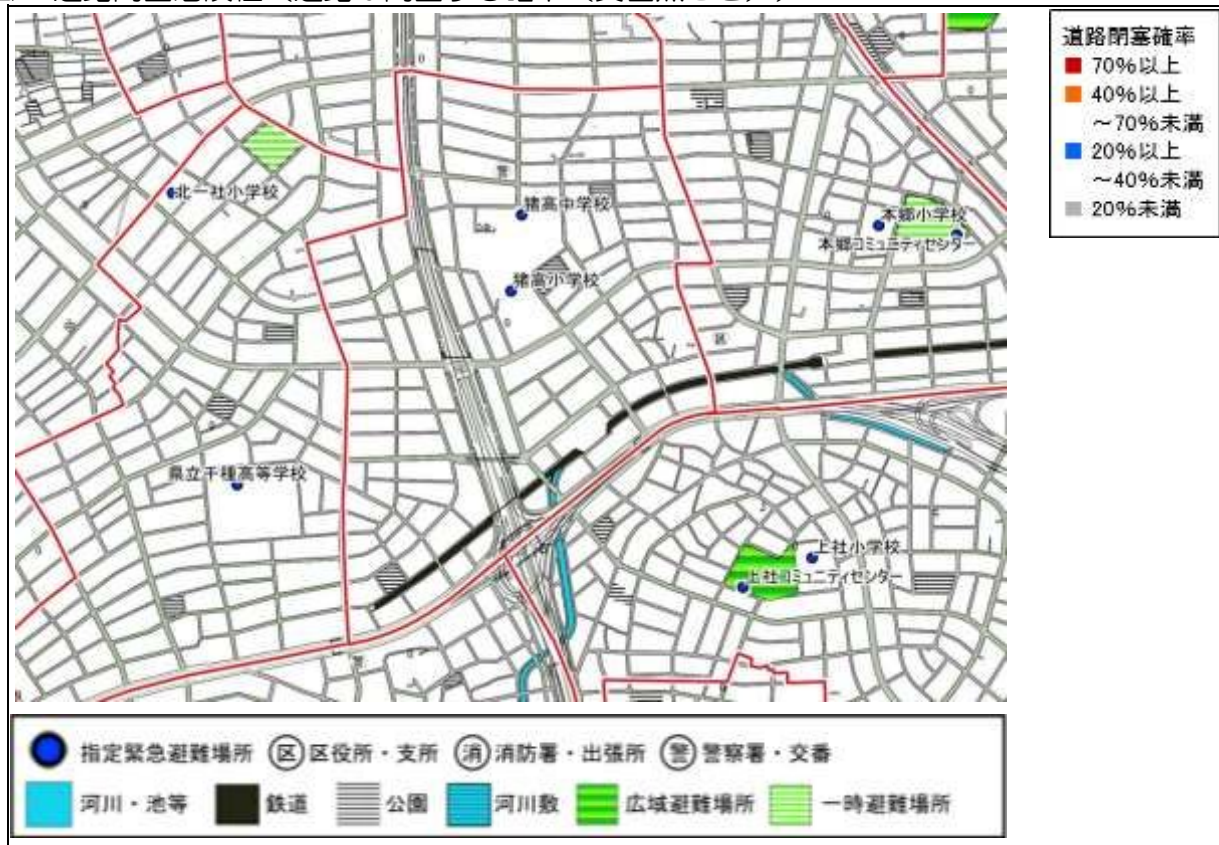 道路閉塞確率
70%以上
40%以上
～70%未満
20%以上
～40%未満
20%未満
北一社小学校
猪高中学校
本郷小学校
本郷コミュニティセンター
猪高小学校
区
県立千種高等学校
上社小学校
上社コミュニティセンター
指定緊急避難場所 区 区役所・支所 消 消防署・出張所 警 警察署・交番
河川・池等 鉄道 公園 河川敷 広域避難場所 一時避難場所